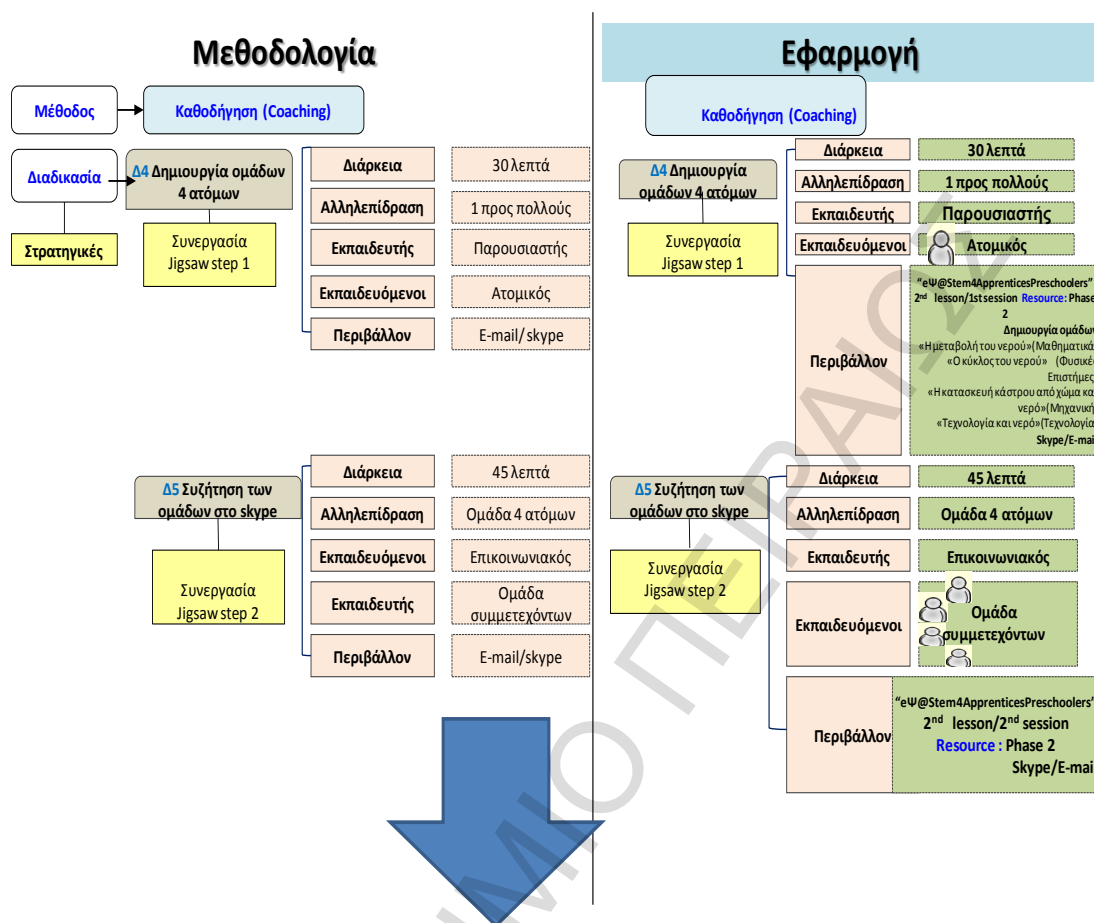 Μεθοδολογία
Μέθοδος
Καθοδήγηση (Coaching)
Διαδικασία
Στρατηγικές
Δ4 Δημιουργία ομάδων
4 ατόμων
Συνεργασία
Jigsaw step 1
Διάρκεια
30 λεπτά
Αλληλεπίδραση
1 προς πολλούς
Εκπαιδευτής
Παρουσιαστής
Εκπαιδευόμενοι
Ατομικός
Περιβάλλον
E-mail/ skype
Δ5 Συζήτηση των
ομάδων στο skype
Συνεργασία
Jigsaw step 2
Διάρκεια
45 λεπτά
Αλληλεπίδραση
Ομάδα 4 ατόμων
Εκπαιδευόμενοι
Επικοινωνιακός
Εκπαιδευτής
Ομάδα
συμμετεχόντων
Περιβάλλον
E-mail/skype
Εφαρμογή
Καθοδήγηση (Coaching)
Δ4 Δημιουργία
ομάδων 4 ατόμων
Συνεργασία
Jigsaw step 1
Διάρκεια
30 λεπτά
Αλληλεπίδραση
1 προς πολλούς
Εκπαιδευτής
Παρουσιαστής
Εκπαιδευόμενοι
Ατομικός
Περιβάλλον
“eΨ@Stem4ApprenticesPreschoolers”
2nd lesson/1st session Resource: Phase
2
Δημιουργία ομάδων
«Η μεταβολή του νερού»(Μαθηματικά
«Ο κύκλος του νερού» (Φυσικές
Επιστήμες
«Η κατασκευή κάστρου από χώμα και
νερό»(Μηχανική
«Τεχνολογία και νερό»(Τεχνολογία
Skype/E-mail
Δ5 Συζήτηση των
ομάδων στο skype
Συνεργασία
Jigsaw step 2
Διάρκεια
45 λεπτά
Αλληλεπίδραση
Ομάδα 4 ατόμων
Εκπαιδευτής
Επικοινωνιακός
Εκπαιδευόμενοι
Ομάδα
συμμετεχόντων
Περιβάλλον
“eΨ@Stem4ApprenticesPreschoolers”
2nd lesson/2nd session
Resource : Phase 2
Skype/E-mail
ΜΙΟ ΠΕΙΡΑΙΩΣ